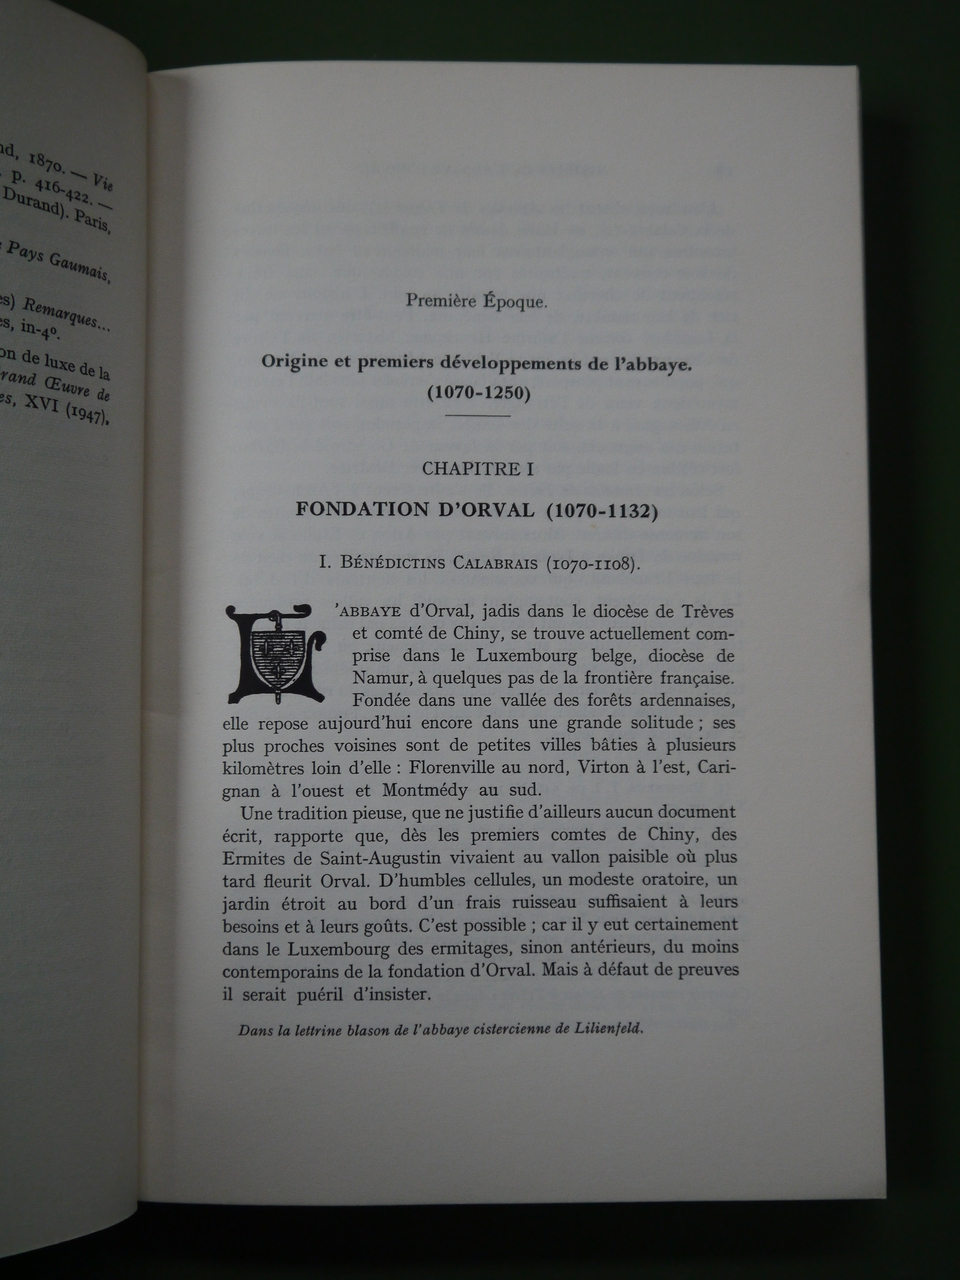 nd, 1870. — Vie
p. 416-422. —
Durand). Paris,
Pays Gaumais,
es) Remarques...
es, in-4º.
on de luxe de la
rand Œuvre de
es, XVI (1947),
Première Époque.
Origine et premiers développements de l'abbaye.
(1070-1250)
CHAPITRE I
FONDATION D'ORVAL (1070-1132)
I. Bénédictins Calabrais (1070-1108).
L'abbaye d'Orval, jadis dans le diocèse de Trèves
et comté de Chiny, se trouve actuellement com-
prise dans le Luxembourg belge, diocèse de
Namur, à quelques pas de la frontière française.
Fondée dans une vallée des forêts ardennaises,
elle repose aujourd'hui encore dans une grande solitude ; ses
plus proches voisines sont de petites villes bâties à plusieurs
kilomètres loin d'elle : Florenville au nord, Virton à l'est, Cari-
gnan à l'ouest et Montmédy au sud.
Une tradition pieuse, que ne justifie d'ailleurs aucun document
écrit, rapporte que, dès les premiers comtes de Chiny, des
Ermites de Saint-Augustin vivaient au vallon paisible où plus
tard fleurit Orval. D'humbles cellules, un modeste oratoire, un
jardin étroit au bord d'un frais ruisseau suffisaient à leurs
besoins et à leurs goûts. C'est possible ; car il y eut certainement
dans le Luxembourg des ermitages, sinon antérieurs, du moins
contemporains de la fondation d'Orval. Mais à défaut de preuves
il serait puéril d'insister.
Dans la lettrine blason de l'abbaye cistercienne de Lilienfeld.